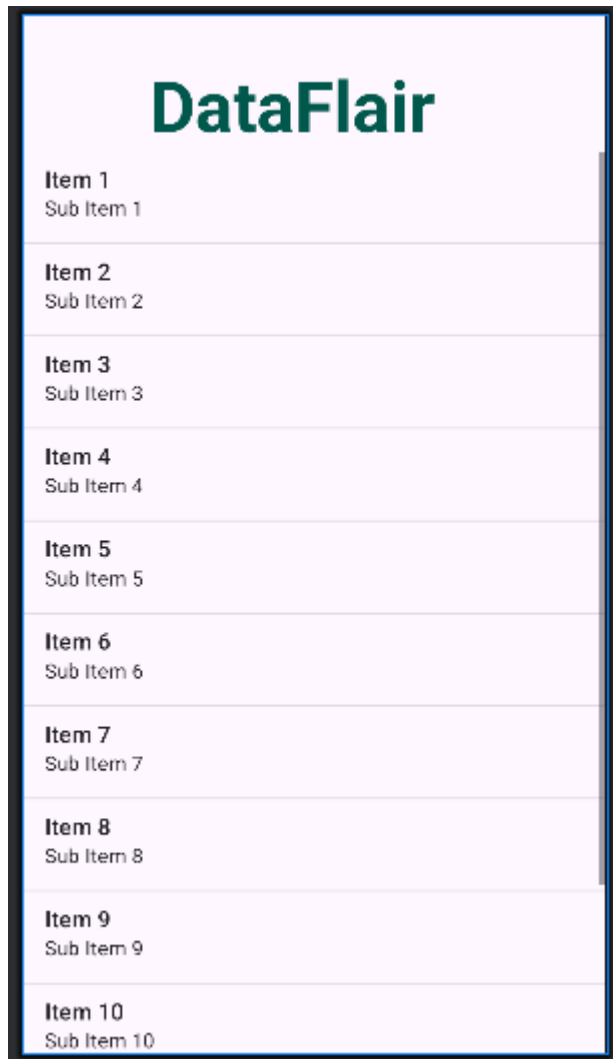 DataFlair
Item 1
Sub Item 1
Item 2
Sub Item 2
Item 3
Sub Item 3
Item 4
Sub Item 4
Item 5
Sub Item 5
Item 6
Sub Item 6
Item 7
Sub Item 7
Item 8
Sub Item 8
Item 9
Sub Item 9
Item 10
Sub Item 10